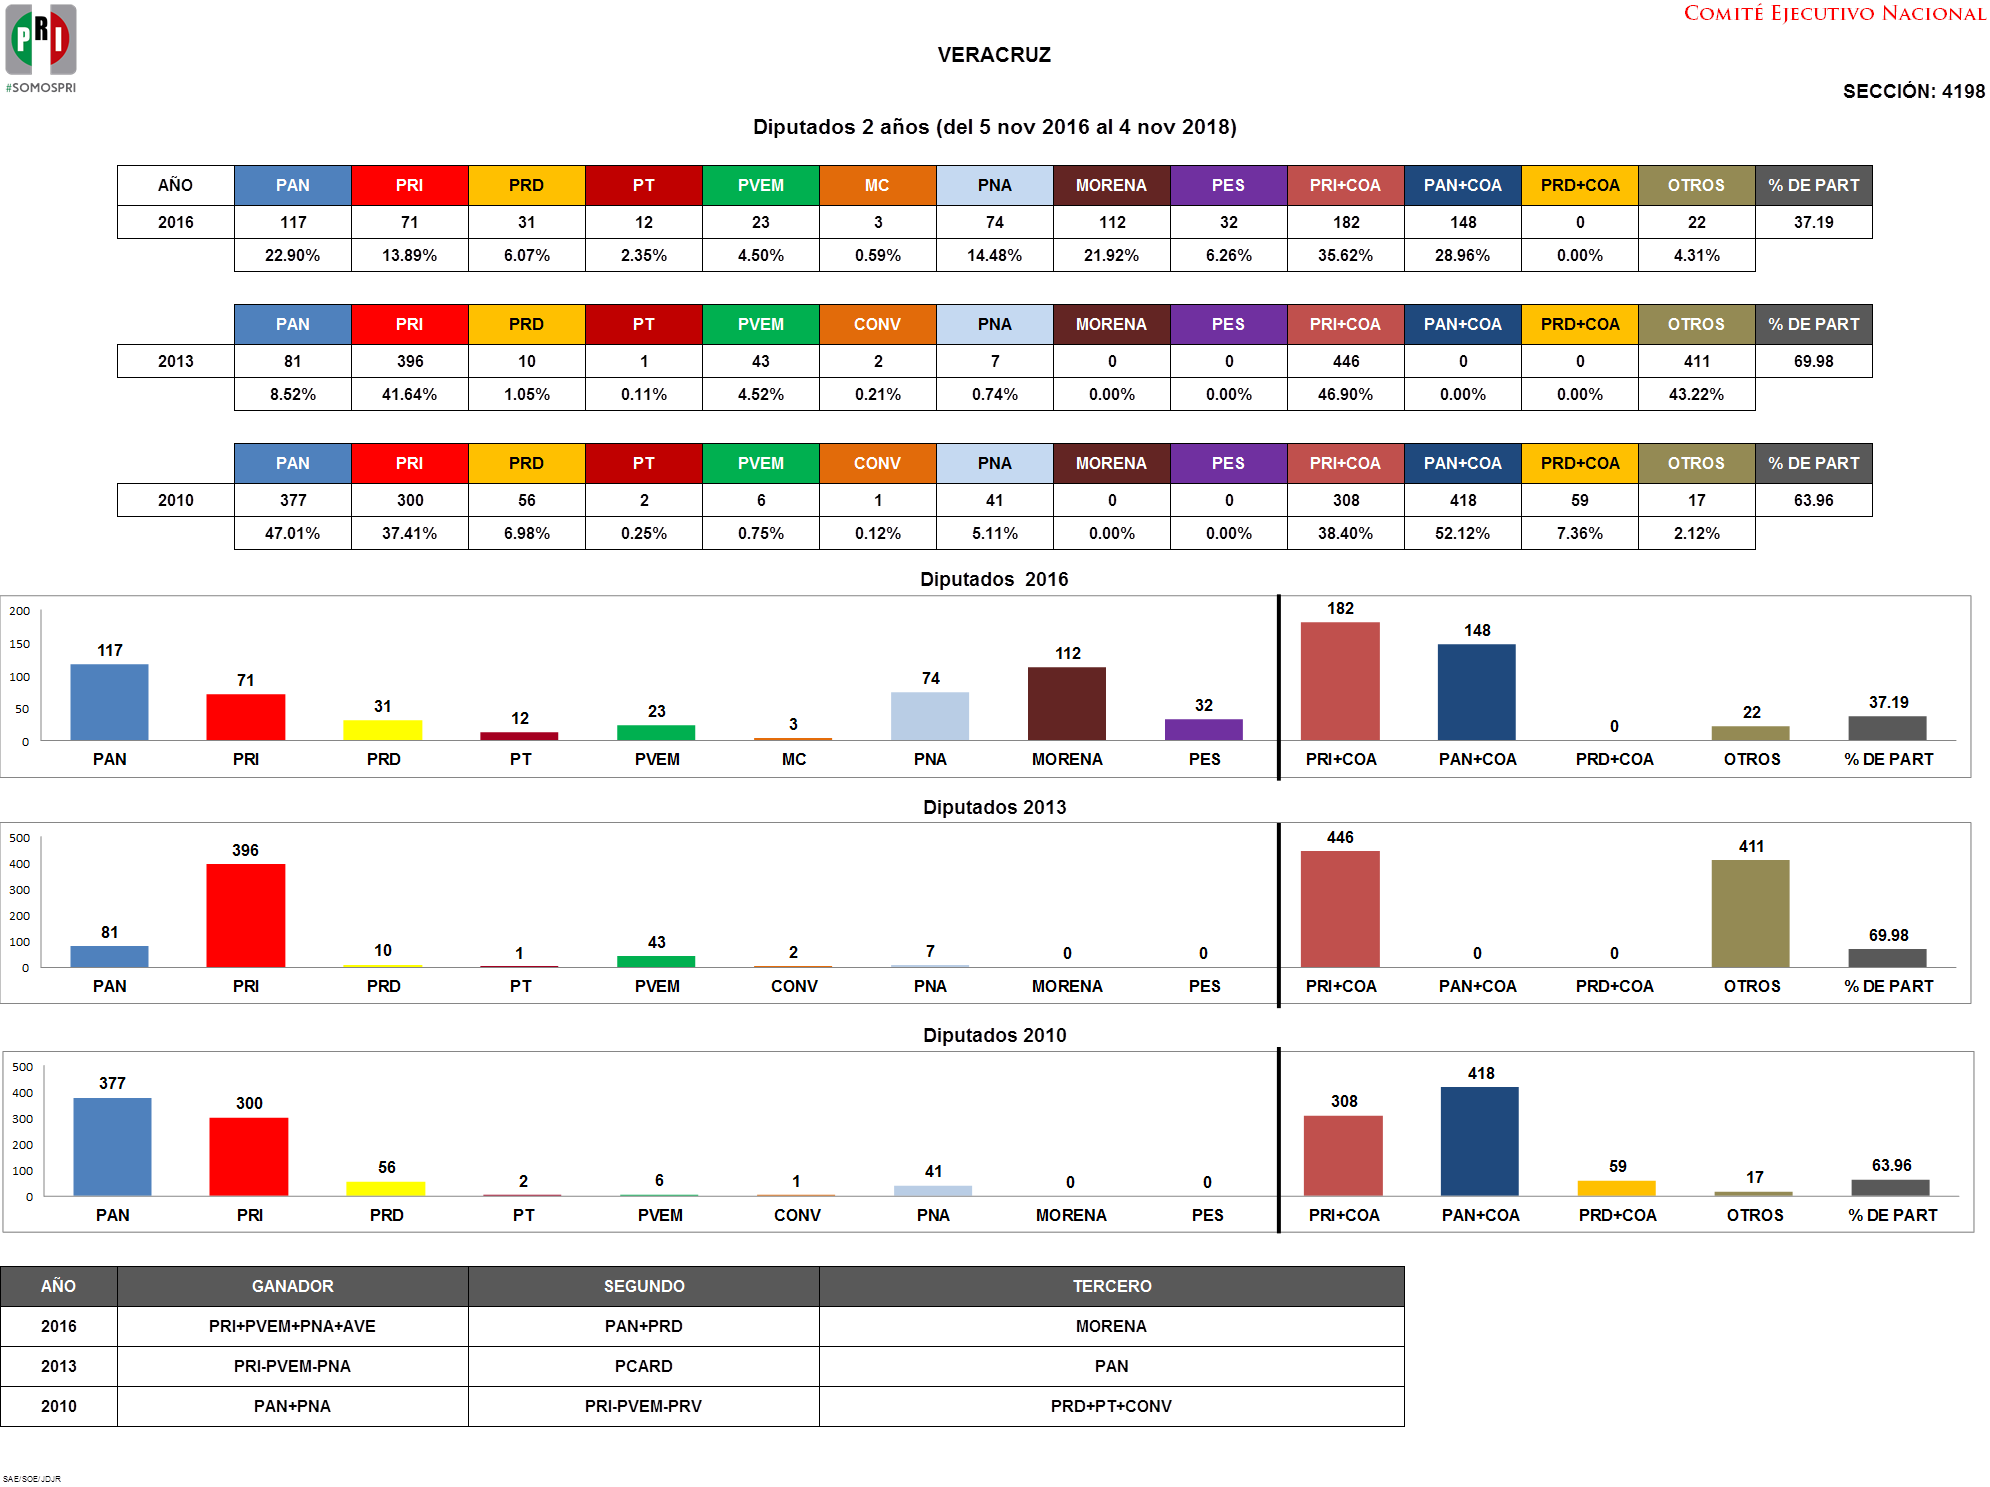 PRI
#SOMOSPRI
COMITÉ EJECUTIVO NACIONAL
VERACRUZ
SECCIÓN: 4198
Diputados 2 años (del 5 nov 2016 al 4 nov 2018)
AÑO PAN PRI PRD PT PVEM MC PNA MORENA PES PRI+COA PAN+COA PRD+COA OTROS % DE PART
2016 117 71 31 12 23 3 74 112 32 182 148 0 22 37.19
22.90% 13.89% 6.07% 2.35% 4.50% 0.59% 14.48% 21.92% 6.26% 35.62% 28.96% 0.00% 4.31%
PAN PRI PRD PT PVEM CONV PNA MORENA PES PRI+COA PAN+COA PRD+COA OTROS % DE PART
2013 81 396 10 1 43 2 7 0 0 446 0 0 411 69.98
8.52% 41.64% 1.05% 0.11% 4.52% 0.21% 0.74% 0.00% 0.00% 46.90% 0.00% 0.00% 43.22%
PAN PRI PRD PT PVEM CONV PNA MORENA PES PRI+COA PAN+COA PRD+COA OTROS % DE PART
2010 377 300 56 2 6 1 41 0 0 308 418 59 17 63.96
47.01% 37.41% 6.98% 0.25% 0.75% 0.12% 5.11% 0.00% 0.00% 38.40% 52.12% 7.36% 2.12%
Diputados 2016
200
150
100
50
0
117 71 31 12 23 3 74 112 32 182 148 0 22 37.19
PAN PRI PRD PT PVEM MC PNA MORENA PES PRI+COA PAN+COA PRD+COA OTROS % DE PART
Diputados 2013
500
400
300
200
100
0
81 396 10 1 43 2 7 0 0 446 0 0 411 69.98
PAN PRI PRD PT PVEM CONV PNA MORENA PES PRI+COA PAN+COA PRD+COA OTROS % DE PART
Diputados 2010
500
400
300
200
100
0
377 300 56 2 6 1 41 0 0 308 418 59 17 63.96
PAN PRI PRD PT PVEM CONV PNA MORENA PES PRI+COA PAN+COA PRD+COA OTROS % DE PART
AÑO GANADOR SEGUNDO TERCERO
2016 PRI+PVEM+PNA+AVE PAN+PRD MORENA
2013 PRI-PVEM-PNA PCARD PAN
2010 PAN+PNA PRI-PVEM-PRV PRD+PT+CONV
SAE/SOE/JDJR